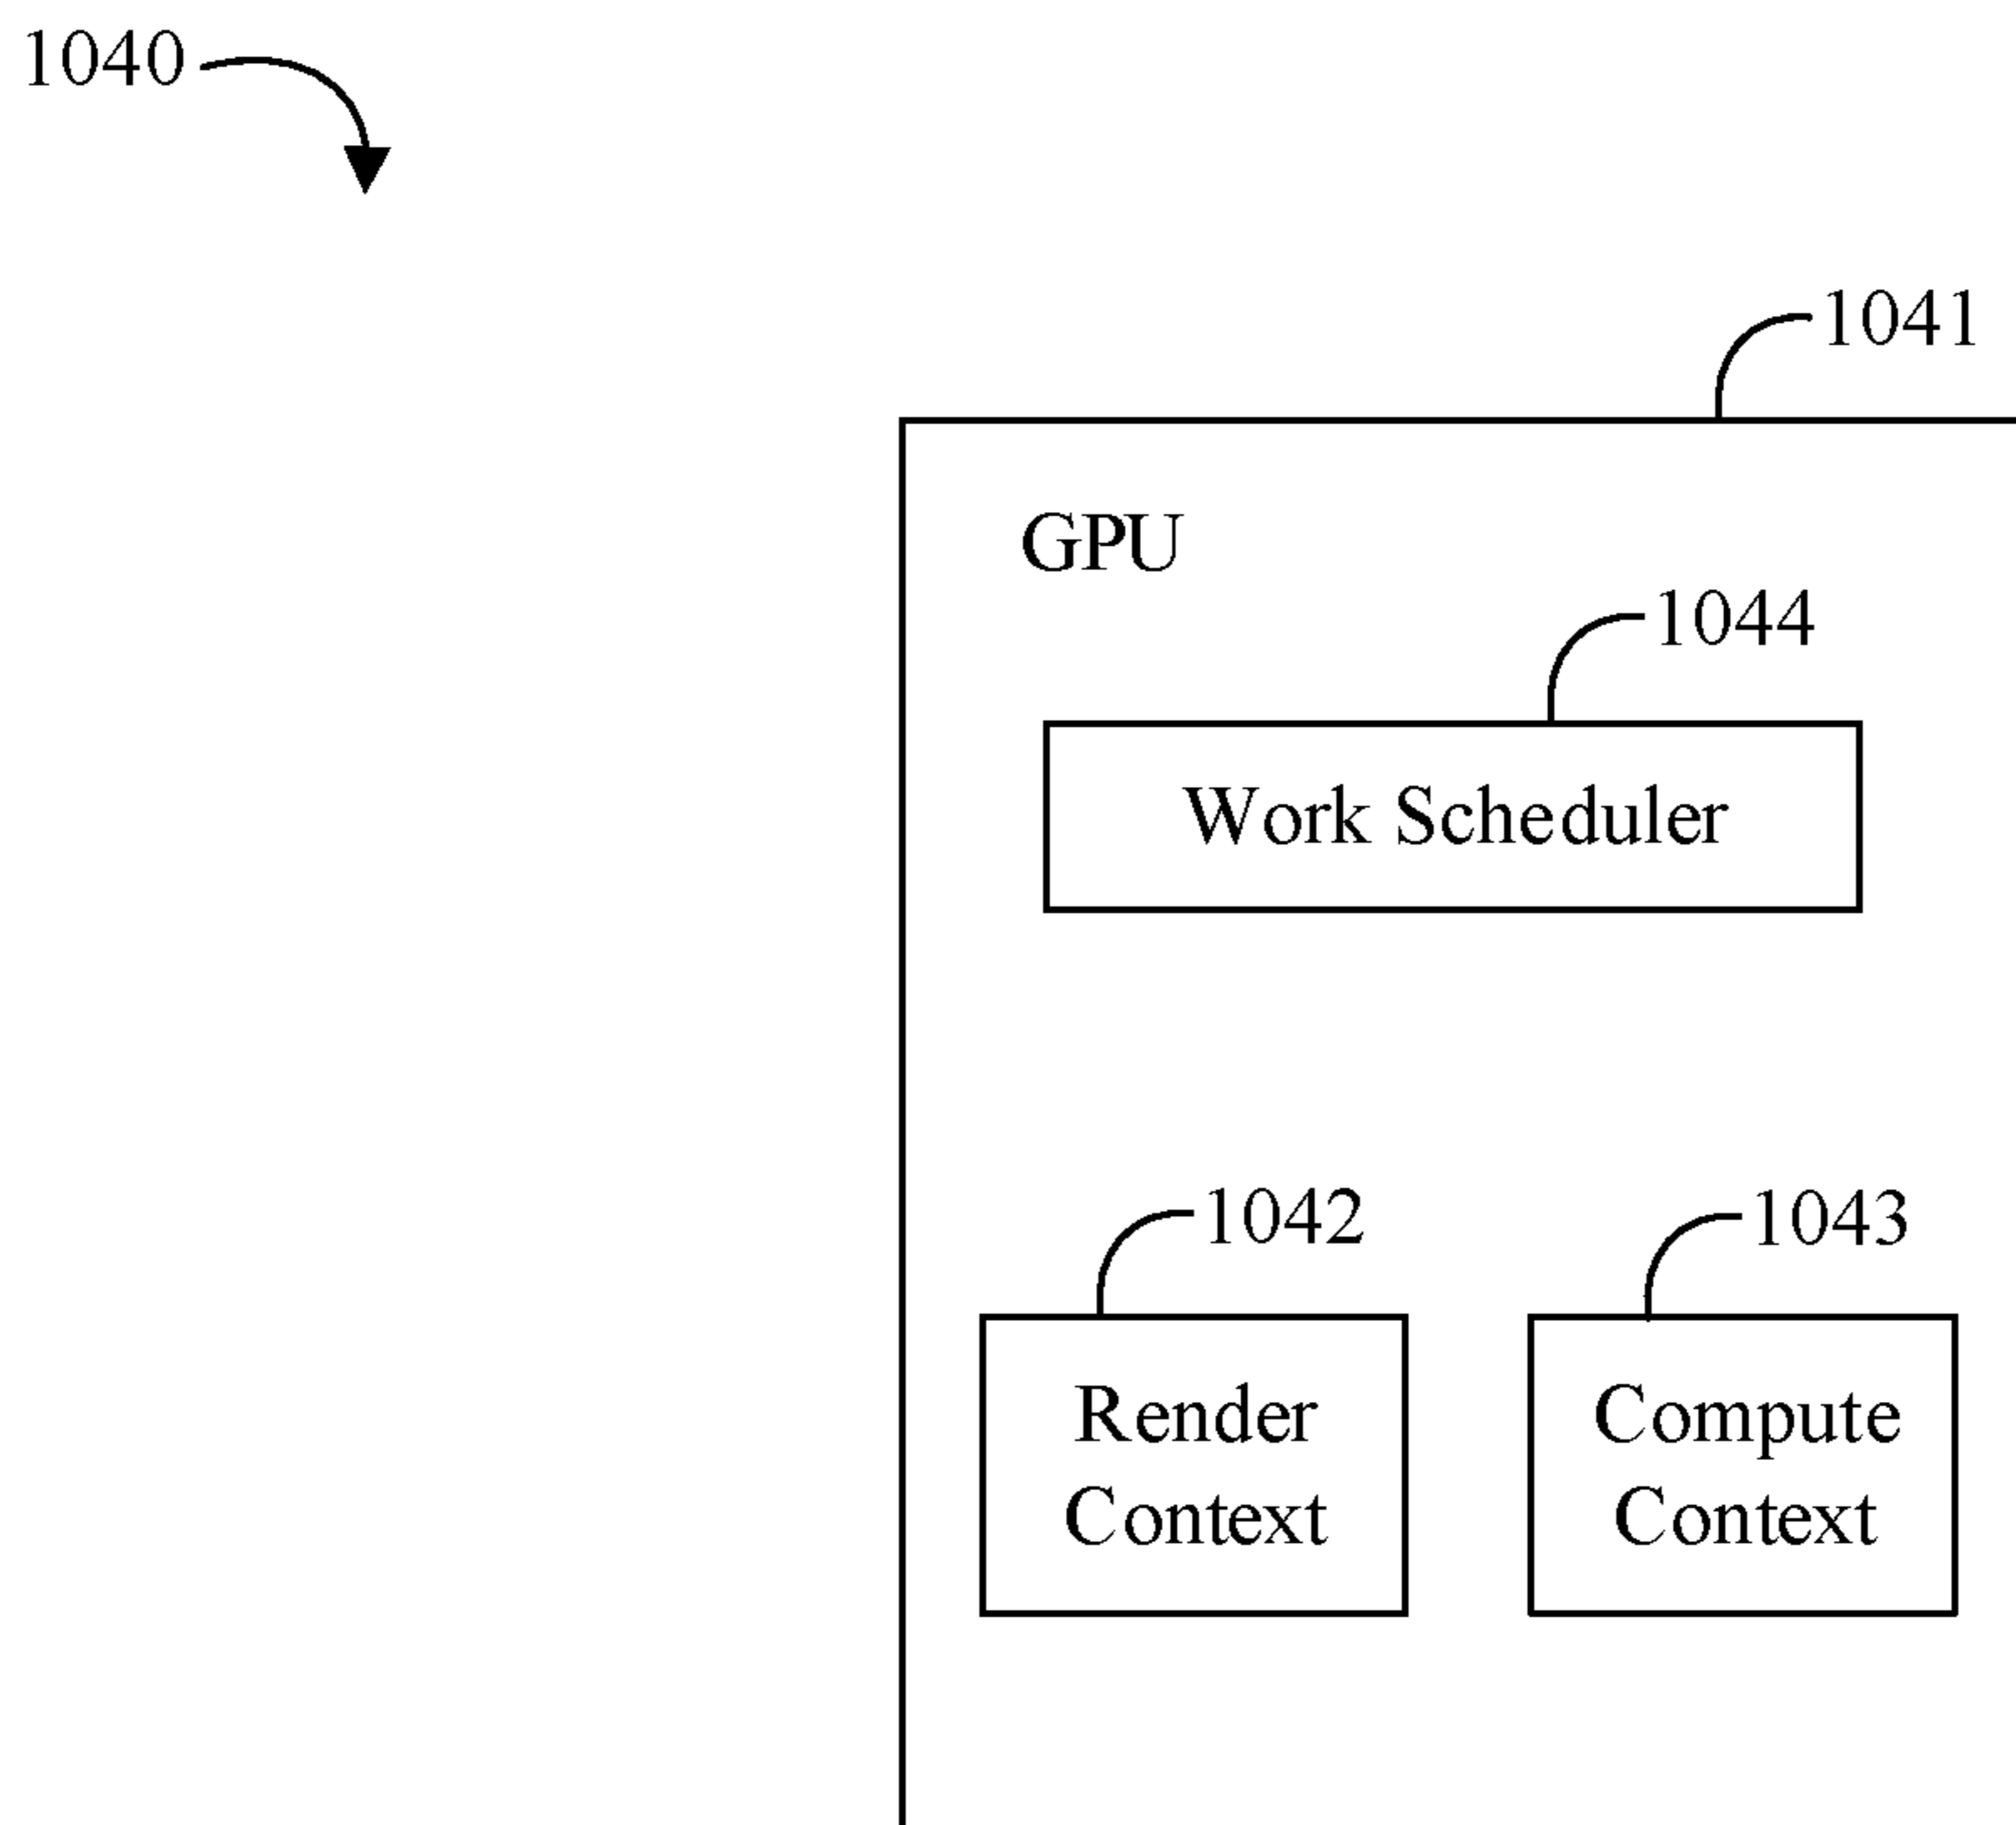 1040
1041
GPU
1044
Work Scheduler
1042
1043
Render
Context
Compute
Context